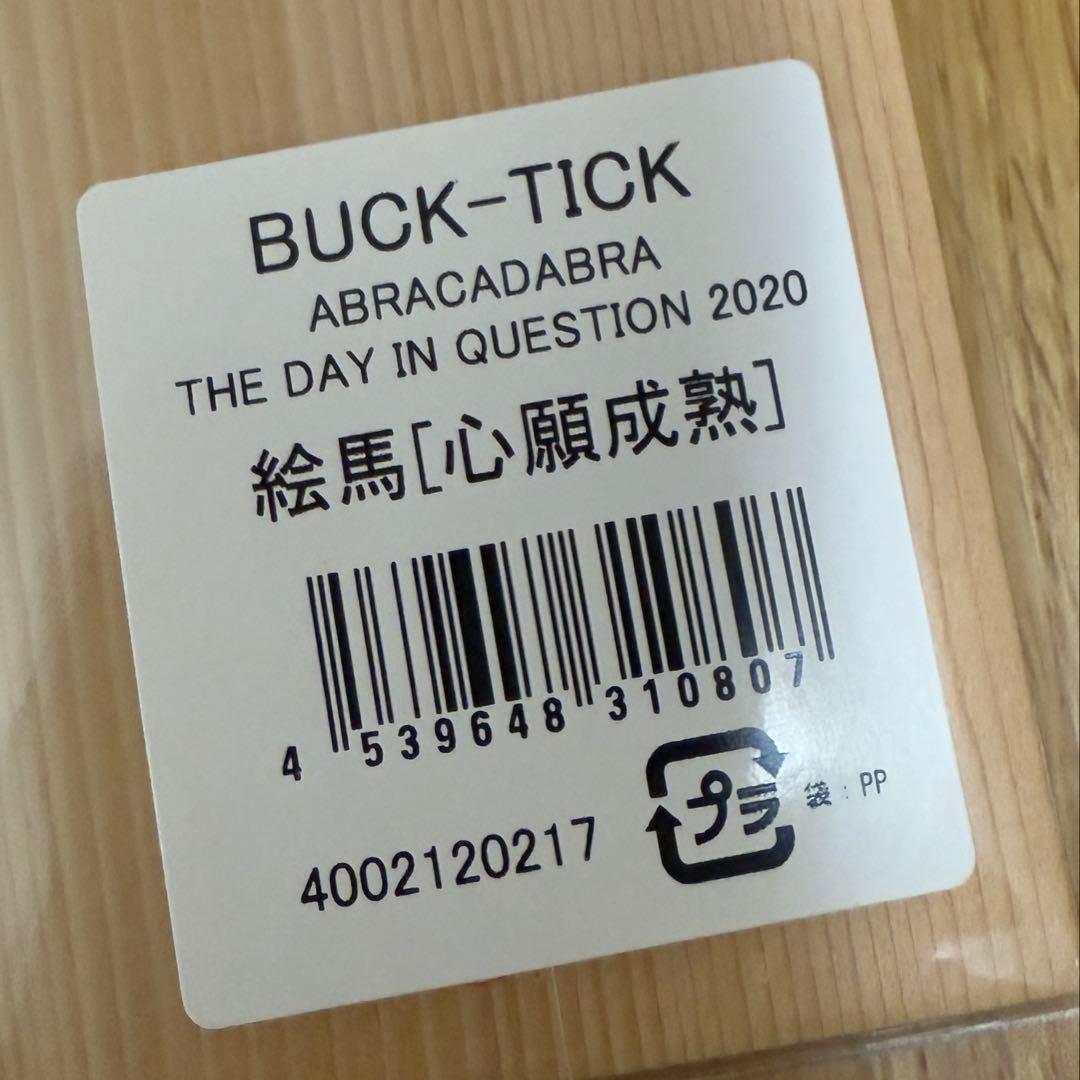 BUCK-TICK
ABRACADABRA
THE DAY IN QUESTION 2020
絵馬[心願成熟]
4 539648 310807
プラ 袋:PP
4002120217